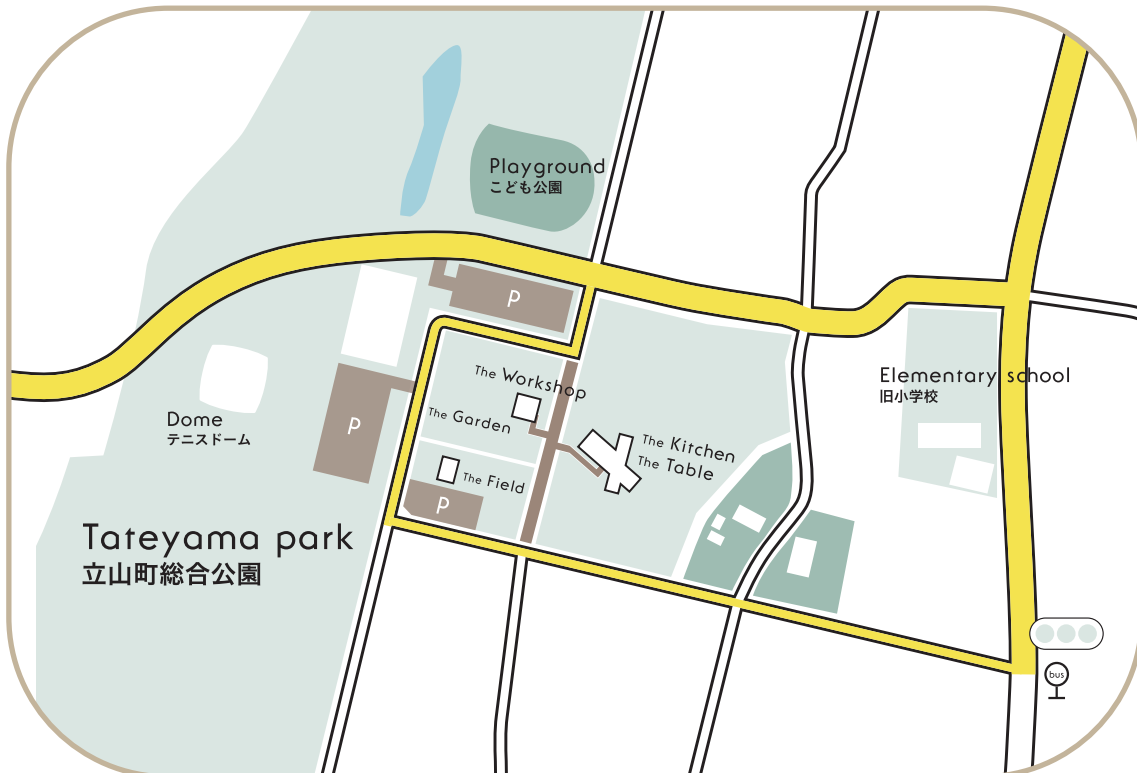 Playground
こども公園
P
The Workshop
Elementary school
旧小学校
The Garden
Dome
テニスドーム
P
The Kitchen
The Table
The Field
P
Tateyama park
立山町総合公園
bus